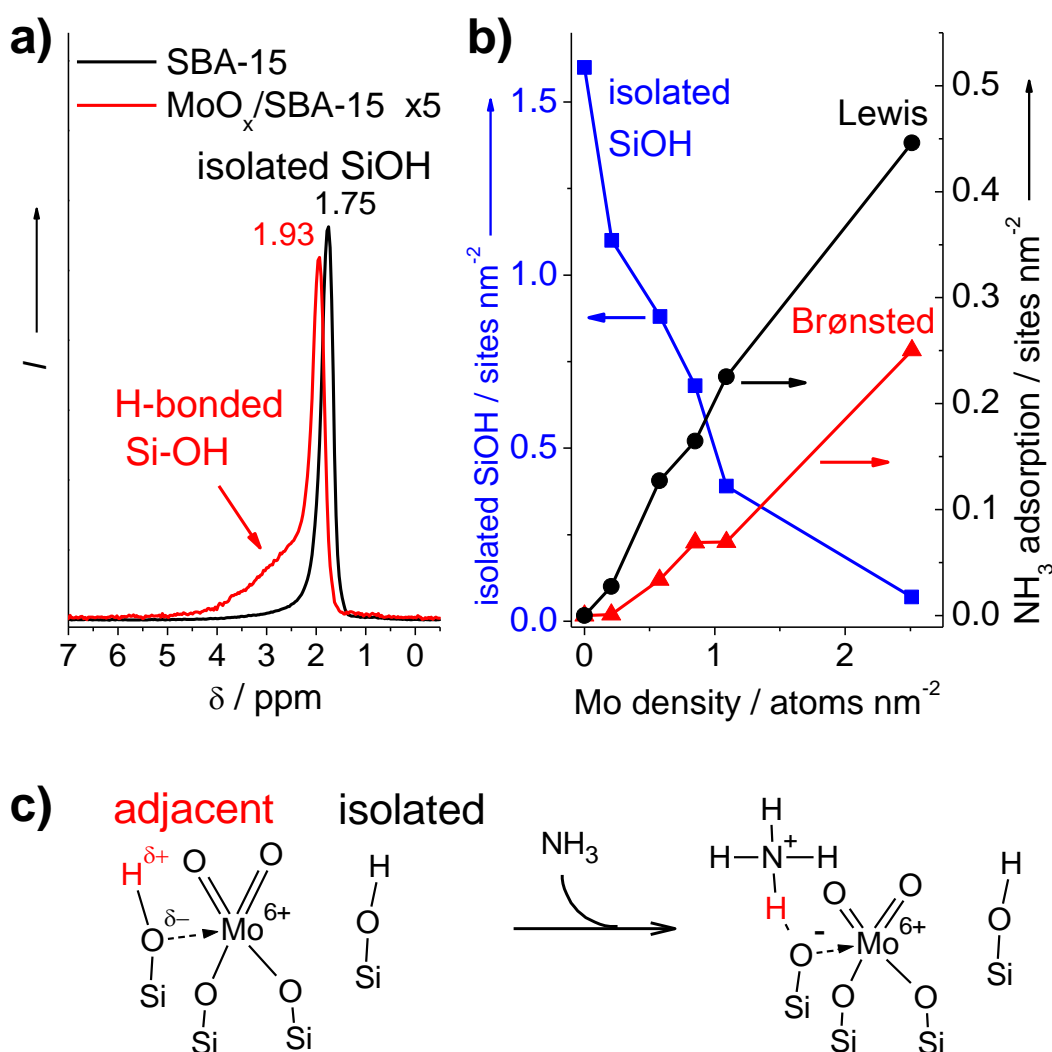 a)
SBA-15
MoOₓ/SBA-15 x5
isolated SiOH
1.75
1.93
H-bonded
Si-OH
I
7 6 5 4 3 2 1 0
δ / ppm
b)
isolated
SiOH
Lewis
Brønsted
isolated SiOH / sites nm⁻²
1.5
1.0
0.5
0.0
NH₃ adsorption / sites nm⁻²
0.5
0.4
0.3
0.2
0.1
0.0
0 1 2
Mo density / atoms nm⁻²
c)
adjacent isolated
H δ+ O O H
O δ− Mo 6+ O
Si O O Si
Si Si
NH₃
H
H N + H
H O O H
O - Mo 6+ O
Si O O Si
Si Si